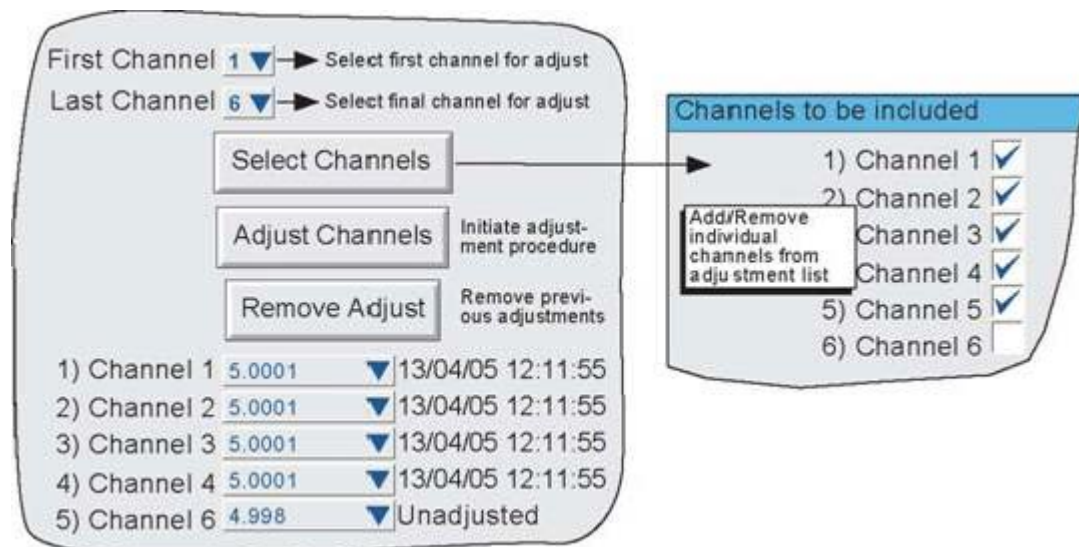 First Channel 1 Select first channel for adjust
Last Channel 6 Select final channel for adjust
Select Channels
Adjust Channels
Initiate adjust-
ment procedure
Remove Adjust
Remove previ-
ous adjustments
1) Channel 1 5.0001 13/04/05 12:11:55
2) Channel 2 5.0001 13/04/05 12:11:55
3) Channel 3 5.0001 13/04/05 12:11:55
4) Channel 4 5.0001 13/04/05 12:11:55
5) Channel 6 4.998 Unadjusted
Channels to be included
1) Channel 1
2) Channel 2
Channel 3
Channel 4
5) Channel 5
6) Channel 6
Add/Remove
individual
channels from
adjustment list